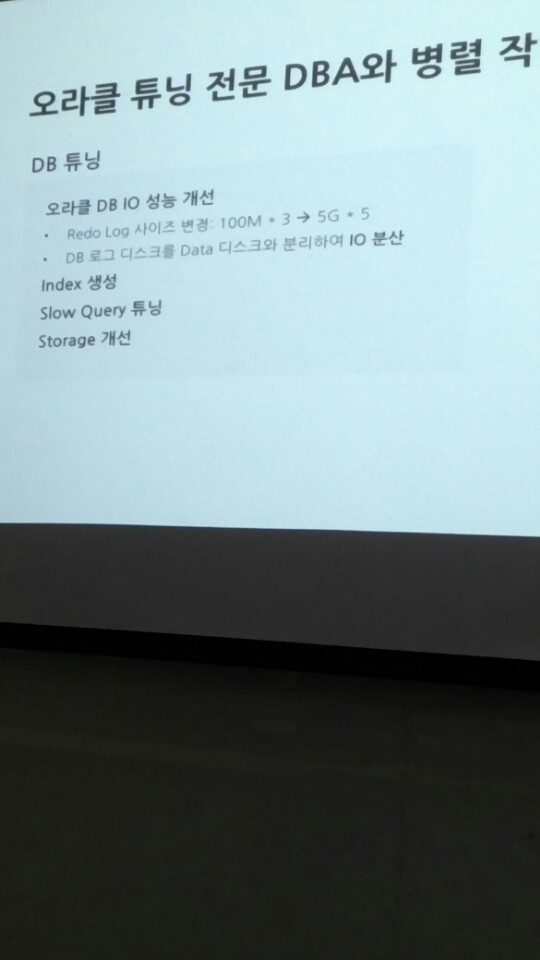 오라클 튜닝 전문 DBA와 병렬 작
DB 튜닝
오라클 DB IO 성능 개선
• Redo Log 사이즈 변경: 100M * 3 → 5G * 5
• DB 로그 디스크를 Data 디스크와 분리하여 IO 분산
Index 생성
Slow Query 튜닝
Storage 개선